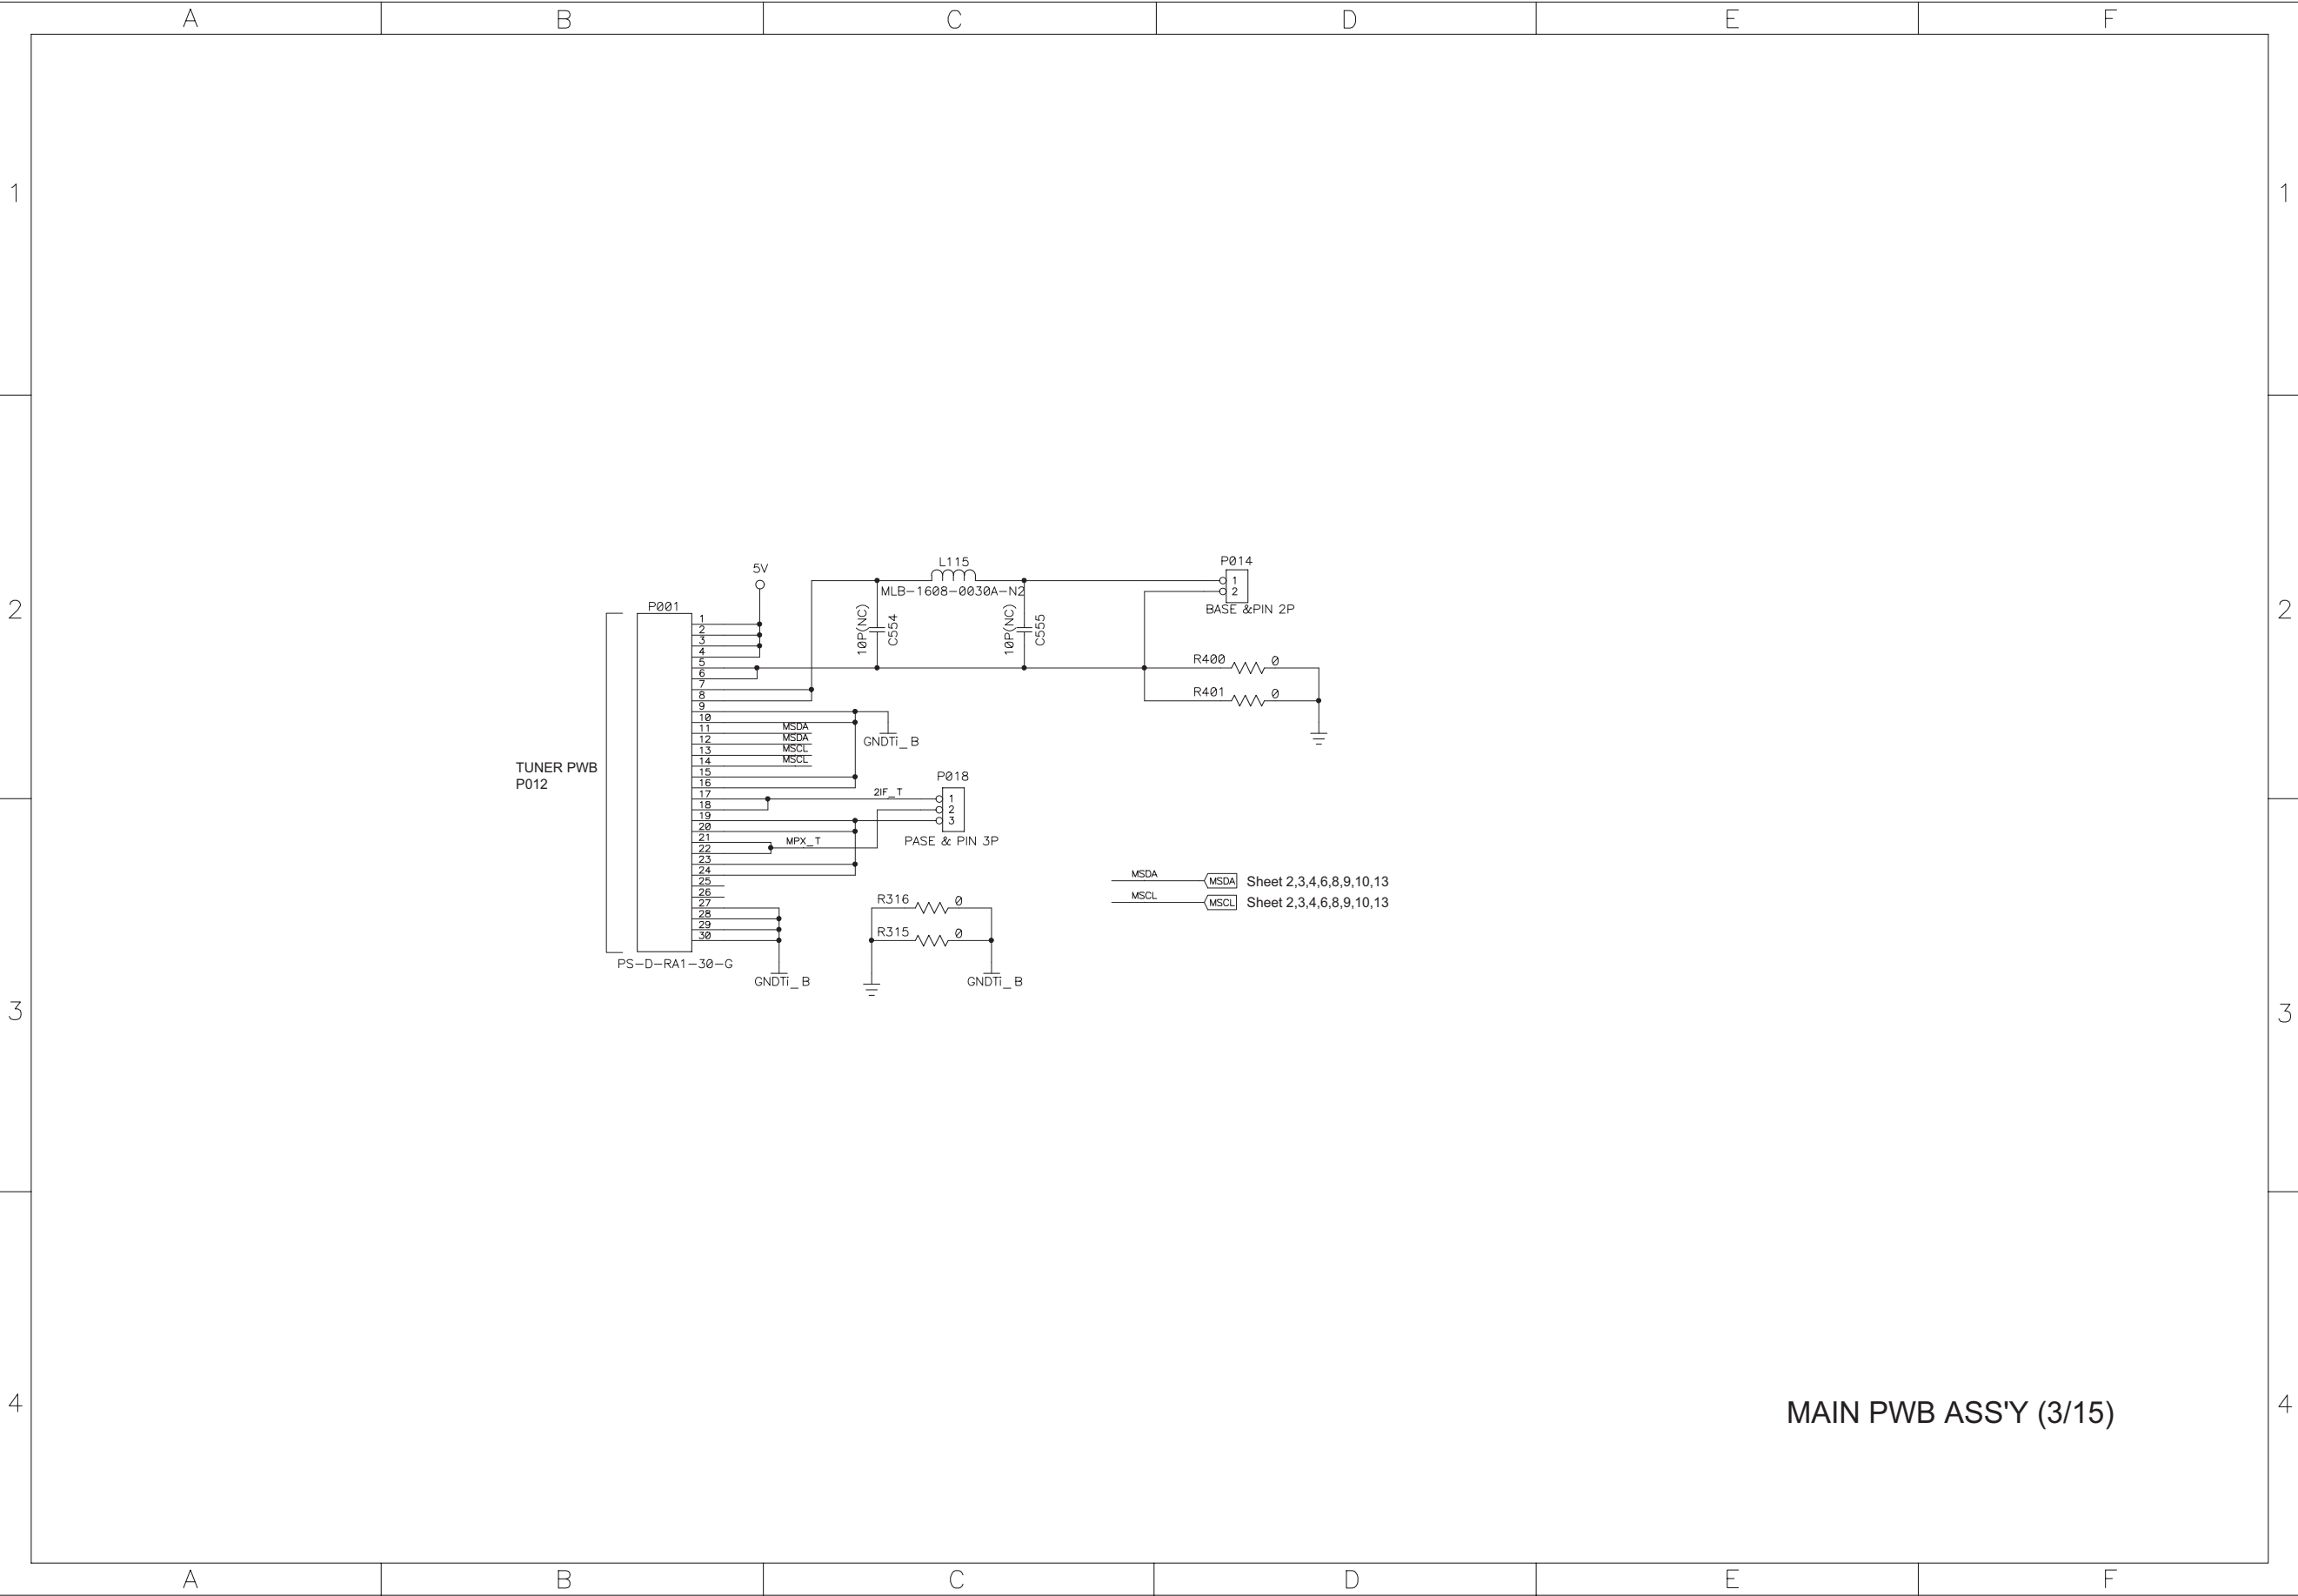 A B C D E F
1 1
2 2
3 3
4 4
5V
L115
MLB-1608-0030A-N2
10P(NC)
C554
10P(NC)
C555
P014
1
2
BASE &PIN 2P
R400 0
R401 0
P001
1
2
3
4
5
6
7
8
9
10
11 MSDA
12 MSDA
13 MSCL
14 MSCL
15
16
17
18
19
20
21
22
23
24
25
26
27
28
29
30
PS-D-RA1-30-G
TUNER PWB
P012
GNDTi_B
P018
2IF_T
1
2
3
MPX_T
PASE & PIN 3P
MSDA MSDA Sheet 2,3,4,6,8,9,10,13
MSCL MSCL Sheet 2,3,4,6,8,9,10,13
R316 0
R315 0
GNDTi_B
GNDTi_B
MAIN PWB ASS'Y (3/15)
A B C D E F